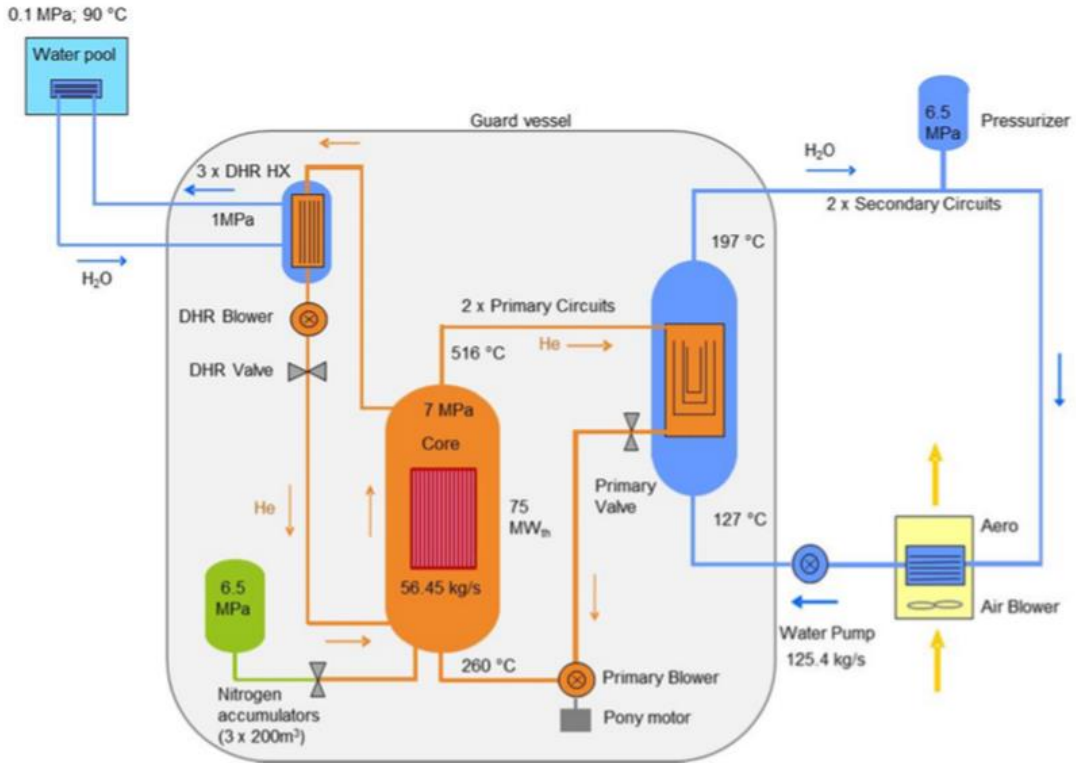 0.1 MPa; 90 °C
Water pool
Guard vessel
6.5
MPa
Pressurizer
3 x DHR HX
H₂O
2 x Secondary Circuits
1MPa
197 °C
H₂O
2 x Primary Circuits
DHR Blower
He
516 °C
DHR Valve
7 MPa
Core
He
75
MWth
Primary
Valve
127 °C
Aero
6.5
MPa
56.45 kg/s
Air Blower
Water Pump
125.4 kg/s
260 °C
Primary Blower
Nitrogen
accumulators
(3 x 200m³)
Pony motor